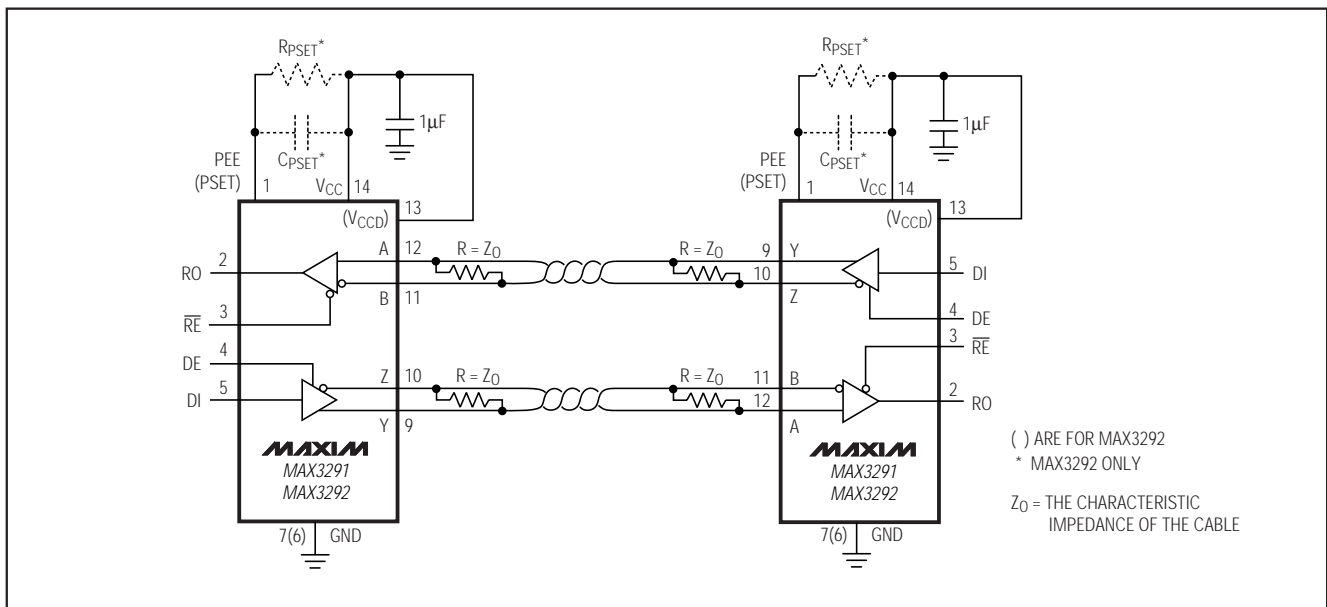 RPSET*
1µF
CPSET*
PEE
(PSET)
1
VCC
14
(VCCD)
13
RO
2
A
12
R = Z0
B
11
RE
3
DE
4
DI
5
Z
10
R = Z0
Y
9
MAXIM
MAX3291
MAX3292
7(6)
GND
RPSET*
1µF
CPSET*
PEE
(PSET)
1
VCC
14
(VCCD)
13
R = Z0
9
Y
10
Z
5
DI
4
DE
3
RE
R = Z0
11
B
12
A
2
RO
MAXIM
MAX3291
MAX3292
7(6)
GND
( ) ARE FOR MAX3292
* MAX3292 ONLY
Z0 = THE CHARACTERISTIC
IMPEDANCE OF THE CABLE